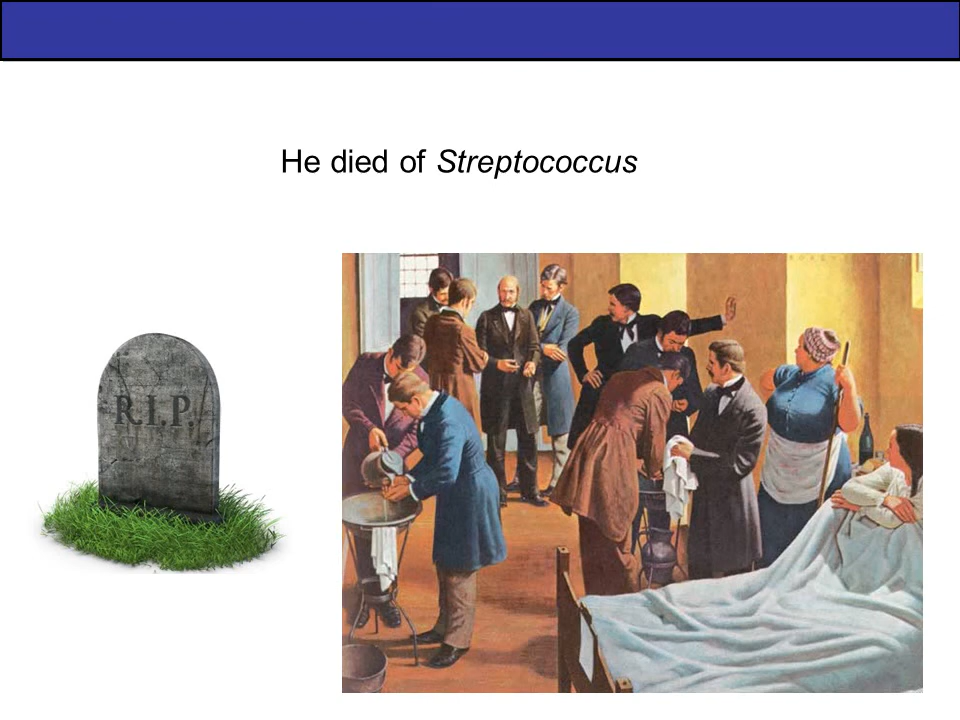 He died of Streptococcus
R.I.P.